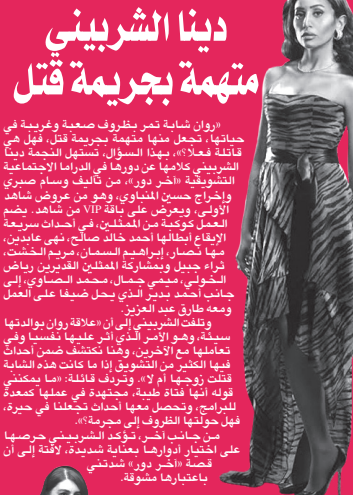 دينا الشربيني
متهمة بجريمة قتل
«روان شابة تمر بظروف صعبة وغريبة في
حياتها، تجعل منها متهمة بجريمة قتل، فهل هي
قاتلة فعلاً؟»، بهذا السؤال، تستهل النجمة دينا
الشربيني كلامها عن دورها في الدراما الاجتماعية
التشويقية «آخر دور»، من تأليف وسام صبري
وإخراج حسين المنباوي، وهو من عروض شاهد
الأولى، ويعرض على باقة VIP من شاهد. يضم
العمل كوكبة من الممثلين، في أحداث سريعة
الإيقاع أبطالها أحمد خالد صالح، نهى عابدين،
مها نصار، إبراهيم السمان، مريم الخشت،
ثراء جبيل وبمشاركة الممثلين القديرين رياض
الخولي، ميمي جمال، محمد الصاوي، إلى
جانب أحمد بدير الذي يحل ضيفا على العمل
ومعه طارق عبد العزيز.
وتلفت الشربيني إلى أن «علاقة روان بوالدتها
سيئة، وهو الأمر الذي أثر عليها نفسيا وفي
تعاملها مع الآخرين، وهنا نكتشف ضمن أحداث
فيها الكثير من التشويق إذا ما كانت هذه الشابة
قتلت زوجها أم لا». وتردف قائلة: «ما يمكنني
قوله أنها فتاة طيبة، مجتهدة في عملها كمعدة
للبرامج، وتحصل معها أحداث تجعلنا في حيرة،
فهل حولتها الظروف إلى مجرمة؟».
من جانب آخر، تؤكد الشربيني حرصها
على اختيار أدوارها بعناية شديدة، لافتة إلى أن
قصة «آخر دور» شدتني
باعتبارها مشوقة.